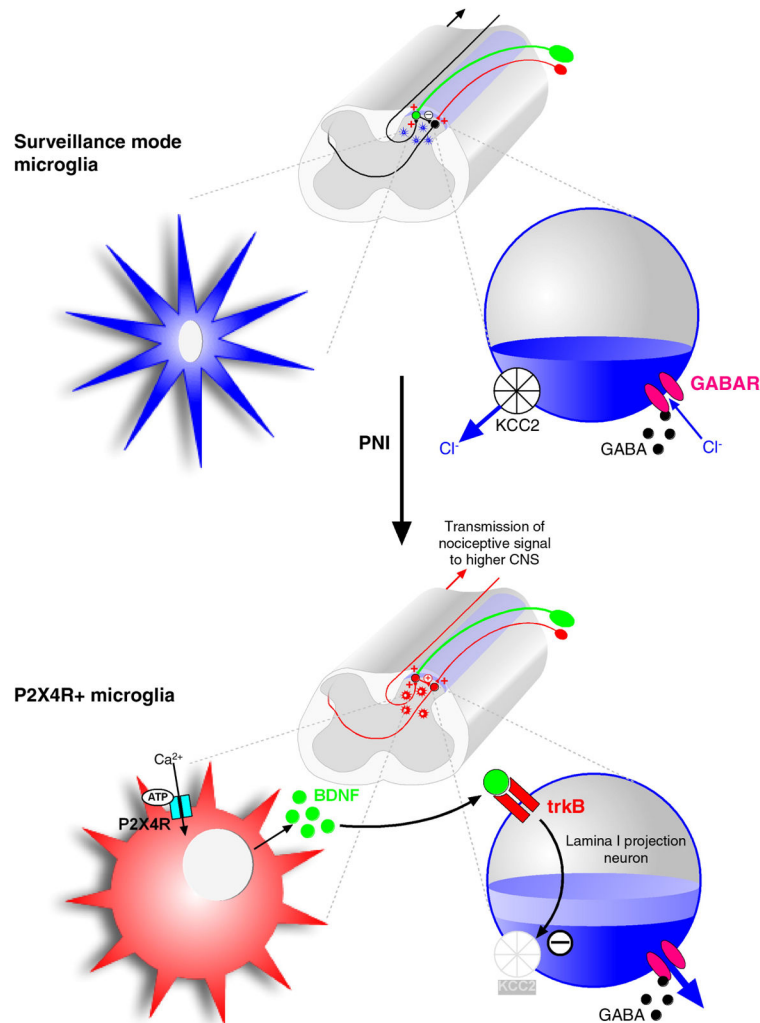 Surveillance mode
microglia
GABAR
KCC2
Cl-
GABA
Cl-
PNI
Transmission of
nociceptive signal
to higher CNS
P2X4R+ microglia
Ca2+
ATP
P2X4R
BDNF
trkB
Lamina I projection
neuron
KCC2
GABA